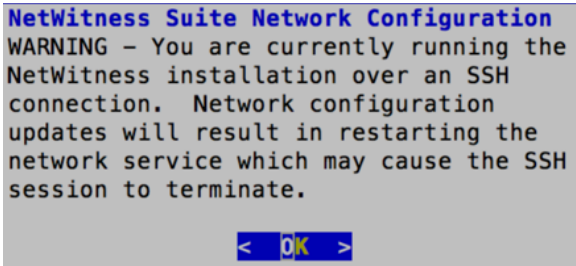 NetWitness Suite Network Configuration
WARNING – You are currently running the
NetWitness installation over an SSH
connection.  Network configuration
updates will result in restarting the
network service which may cause the SSH
session to terminate.
<  OK  >